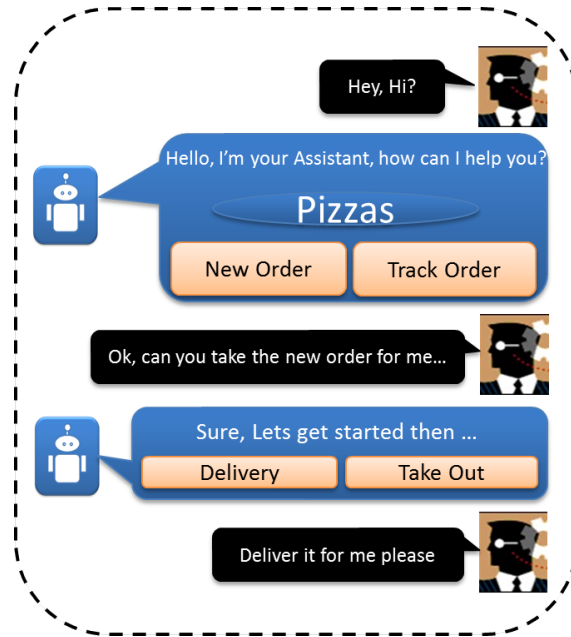 Hey, Hi?
Hello, I'm your Assistant, how can I help you?
Pizzas
New Order
Track Order
Ok, can you take the new order for me…
Sure, Lets get started then …
Delivery
Take Out
Deliver it for me please